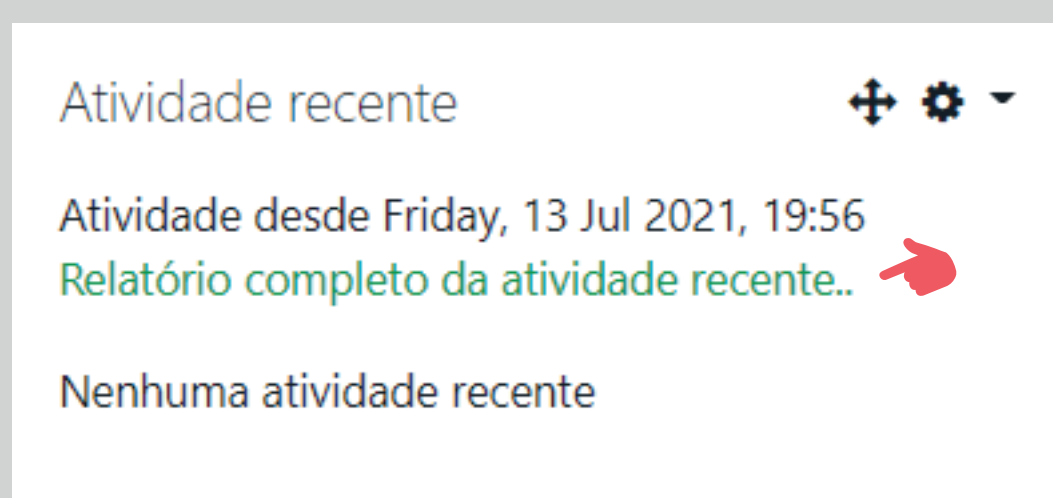 Atividade recente
Atividade desde Friday, 13 Jul 2021, 19:56
Relatório completo da atividade recente..
Nenhuma atividade recente